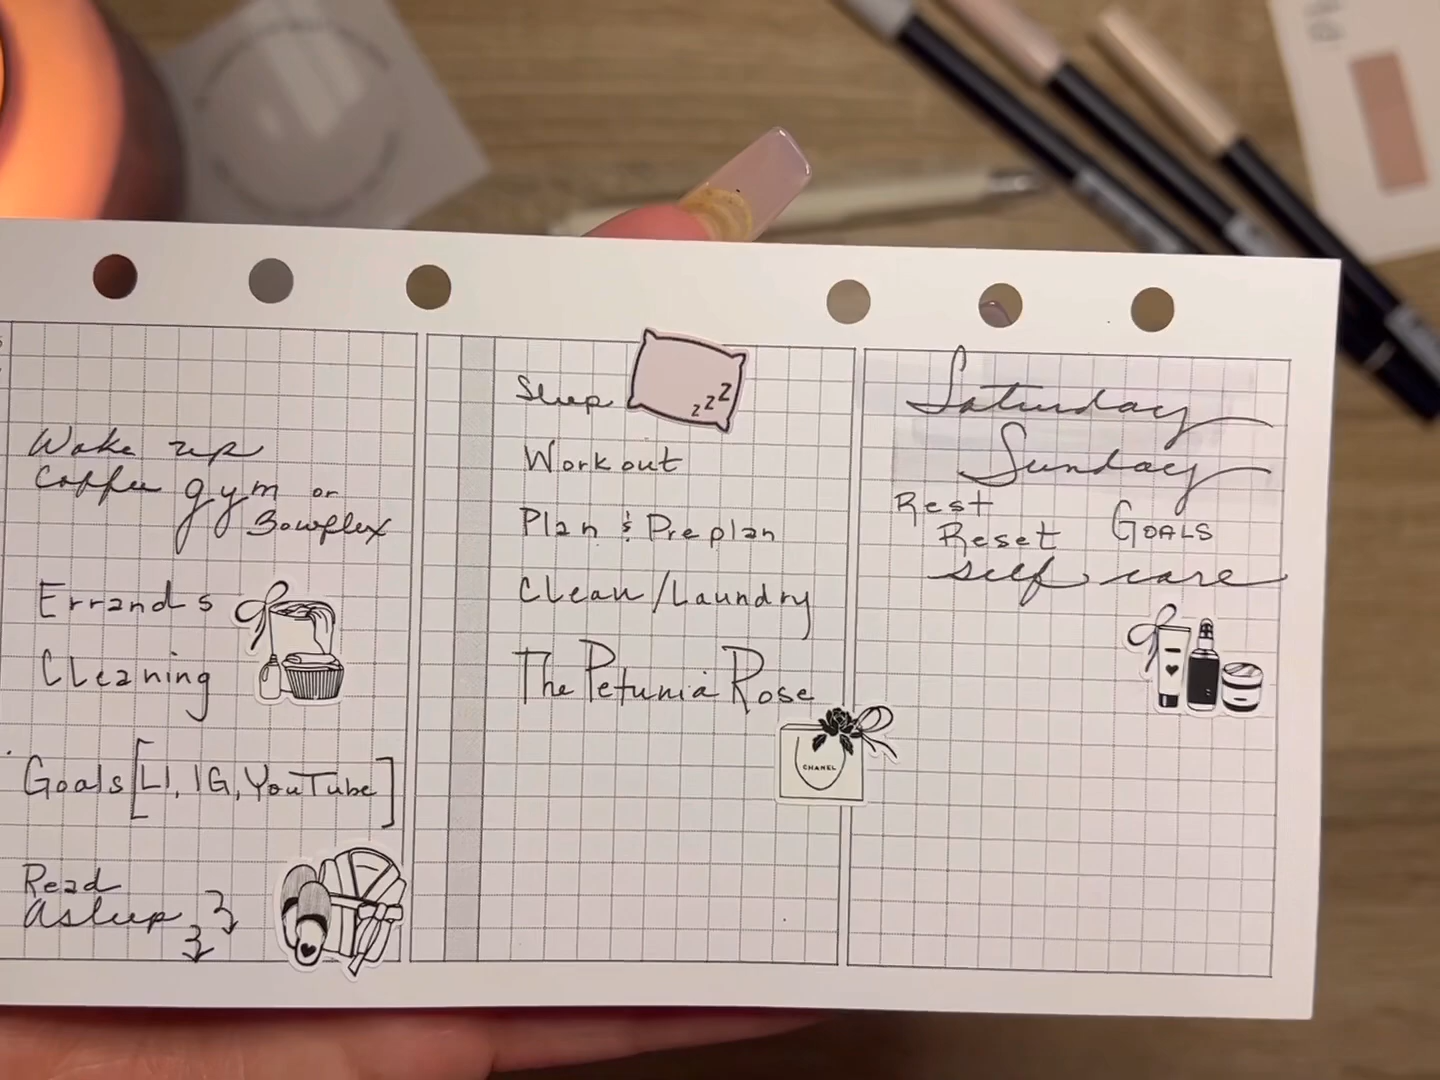 Wake up
Coffee gym or
Bowflex
Errands
Cleaning
Goals [LI, IG, YouTube]
Read
Asleep
Sleep
z z Z
Workout
Plan & Preplan
Clean/Laundry
The Petunia Rose
CHANEL
Saturday
Sunday
Rest
Reset GOALS
self care